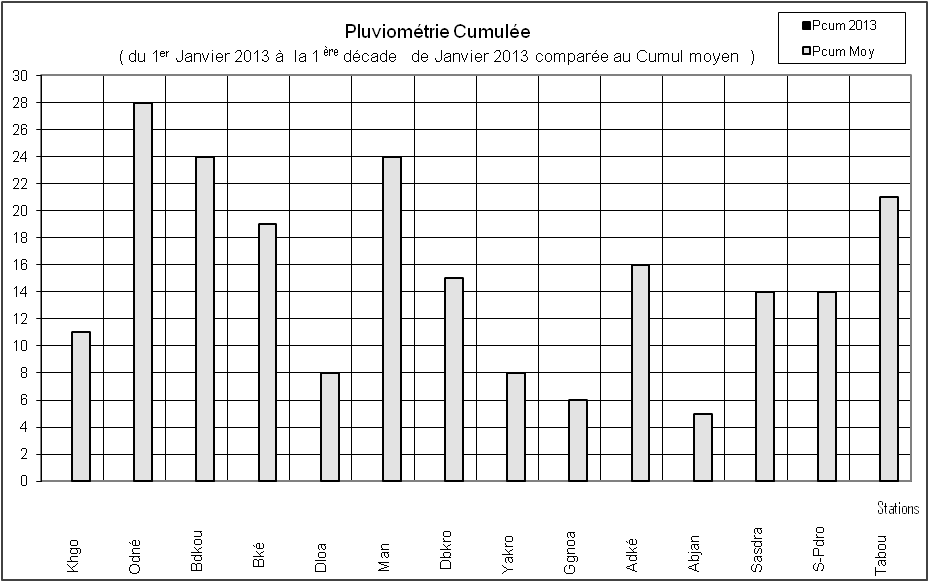 Pluviométrie Cumulée
( du 1er Janvier 2013 à la 1ère décade de Janvier 2013 comparée au Cumul moyen )
Pcum 2013
Pcum Moy
30
28
26
24
22
20
18
16
14
12
10
8
6
4
2
0
Stations
Khgo
Odné
Bdkou
Bké
Dloa
Man
Dbkro
Yakro
Ggnoa
Adké
Abjan
Sasdra
S-Pdro
Tabou